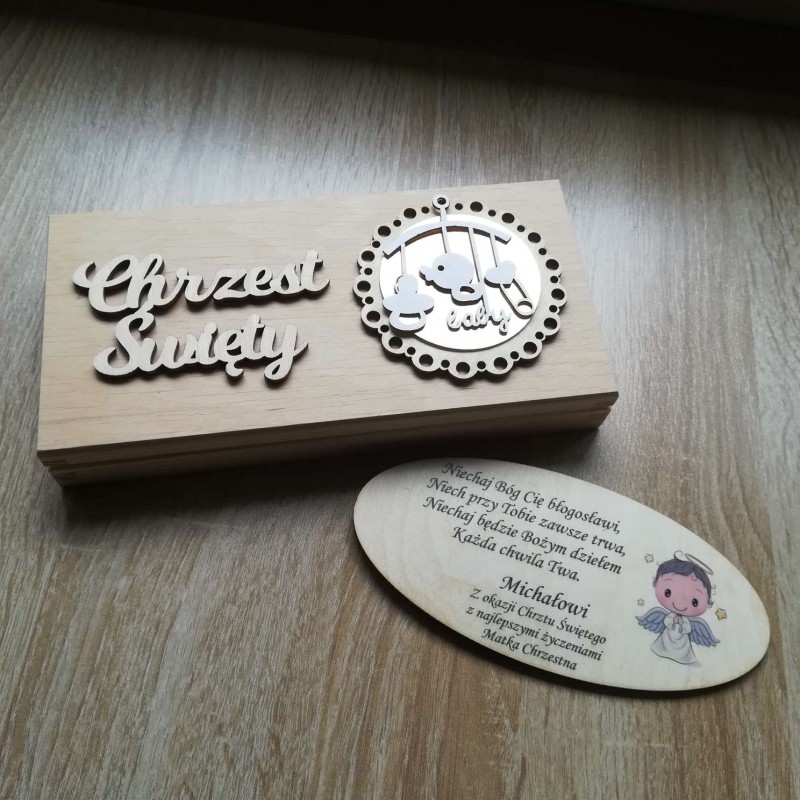 Chrzest
Święty
baby
Niechaj Bóg Cię błogosławi,
Niech przy Tobie zawsze trwa,
Niechaj będzie Bożym dziełem
Każda chwila Twa.
Michałowi
Z okazji Chrztu Świętego
z najlepszymi życzeniami
Matka Chrzestna